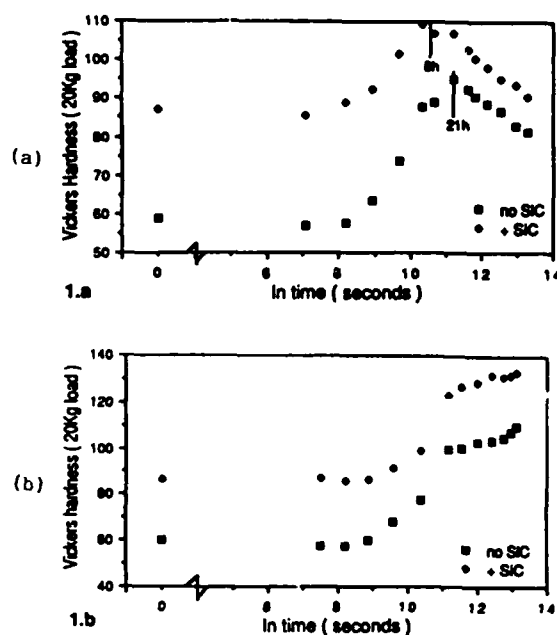 (a)
Vickers Hardness ( 20Kg load )
110
100
90
80
70
60
50
8h
21h
no SIC
+ SIC
0 6 8 10 12 14
ln time ( seconds )
1.a
(b)
Vickers hardness ( 20Kg load )
140
120
100
80
60
40
no SIC
+ SIC
0 6 8 10 12 14
ln time ( seconds )
1.b